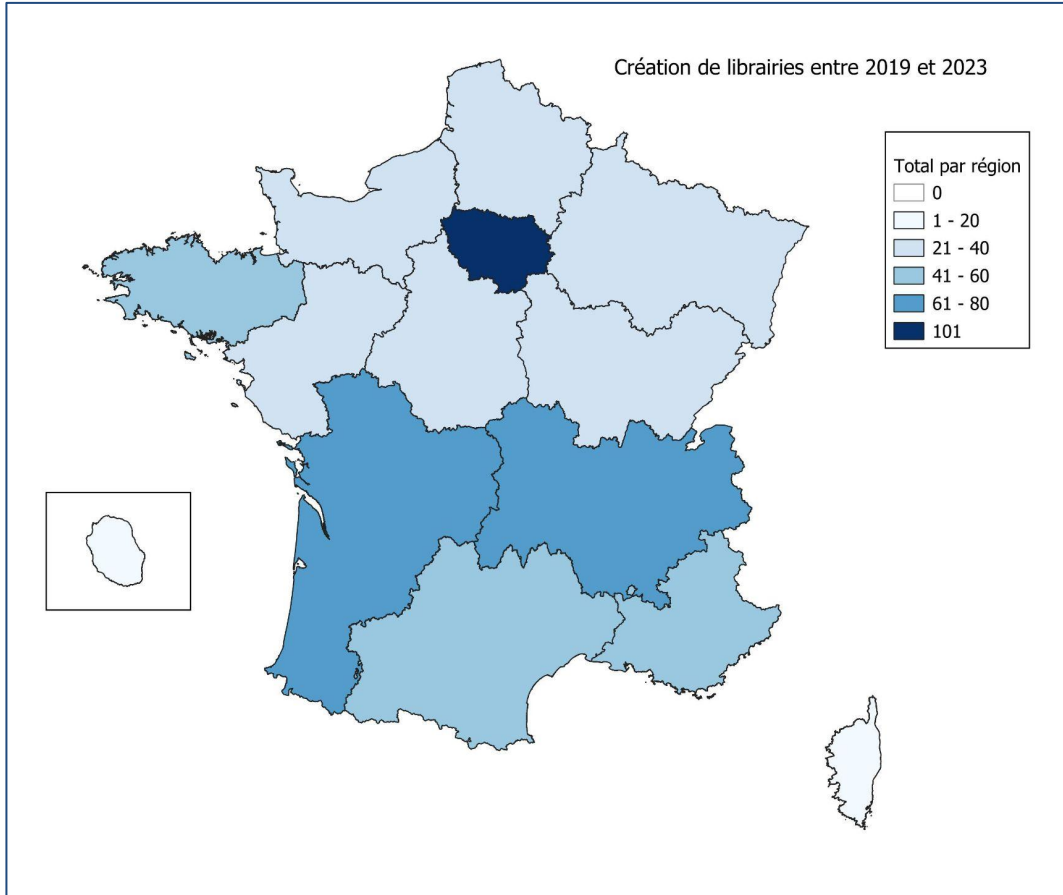 Création de librairies entre 2019 et 2023
Total par région
0
1 - 20
21 - 40
41 - 60
61 - 80
101